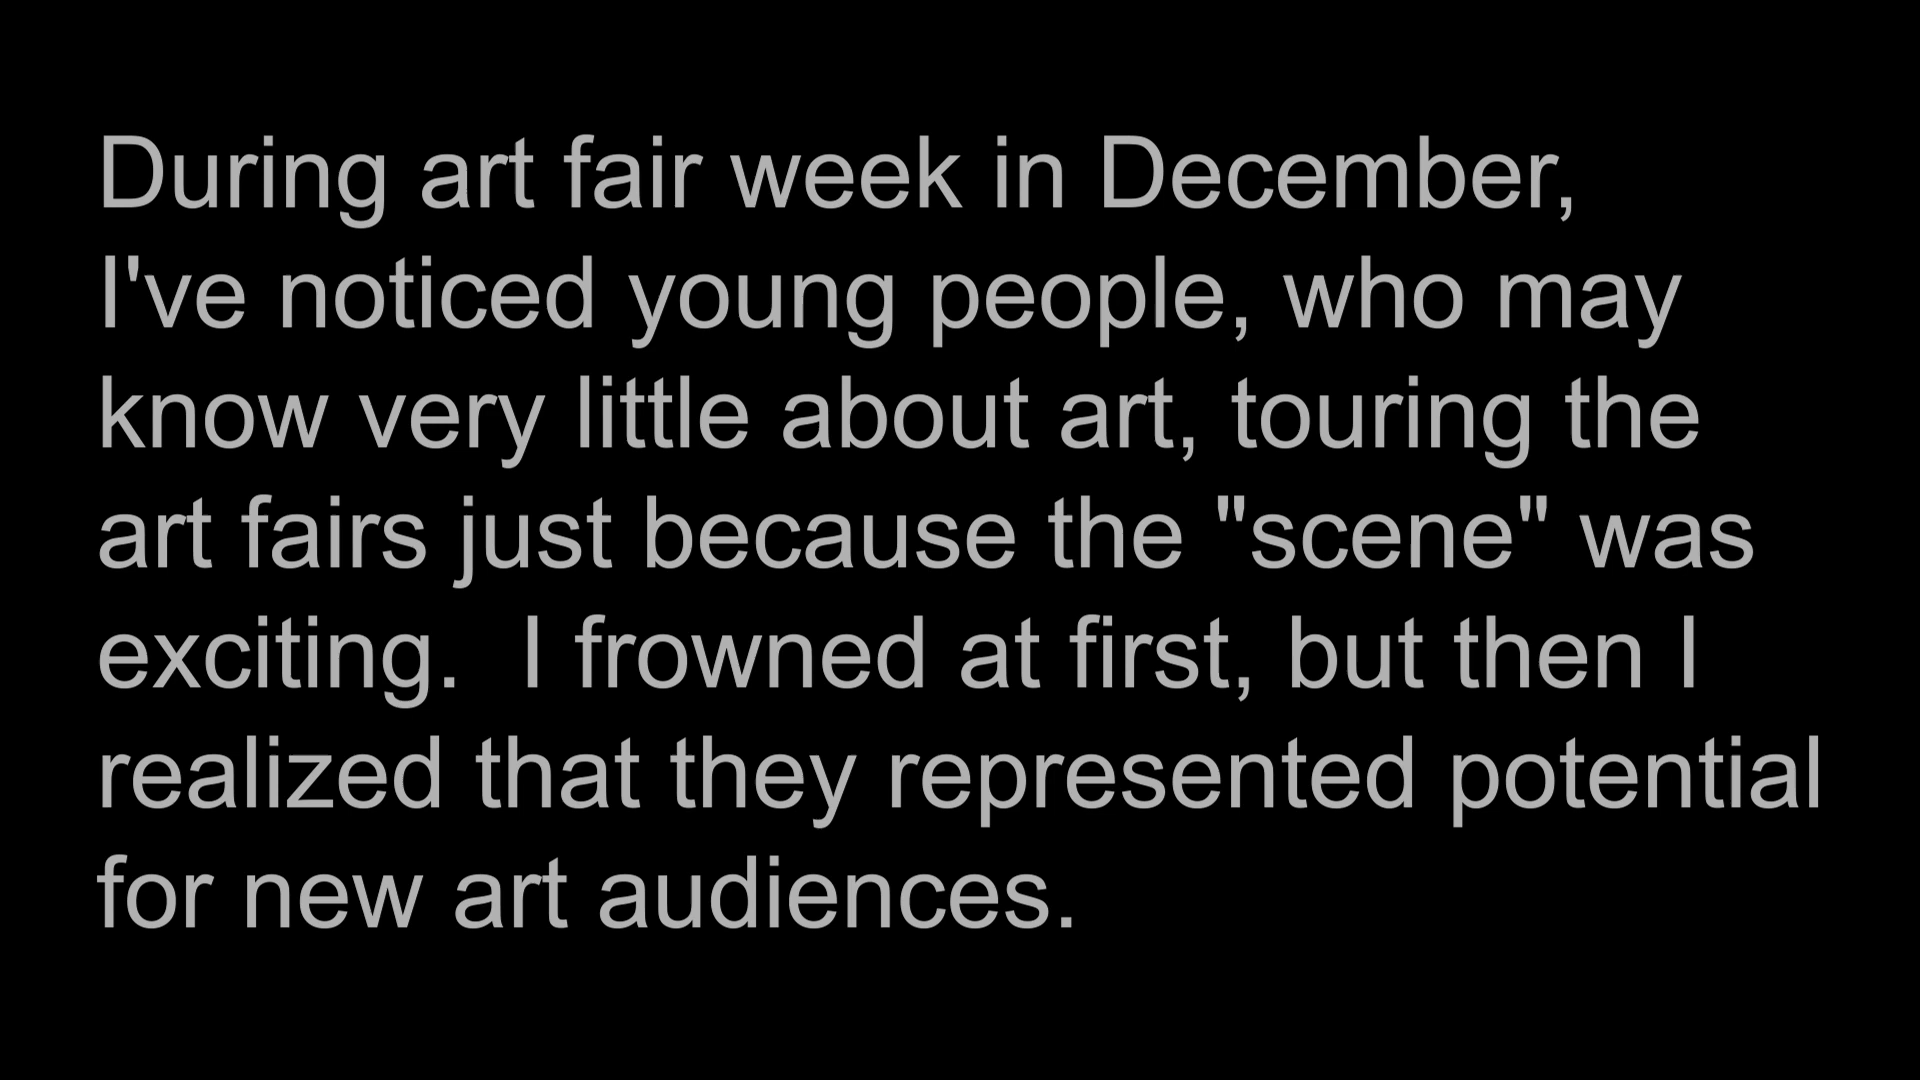 During art fair week in December,
I've noticed young people, who may
know very little about art, touring the
art fairs just because the "scene" was
exciting.  I frowned at first, but then I
realized that they represented potential
for new art audiences.